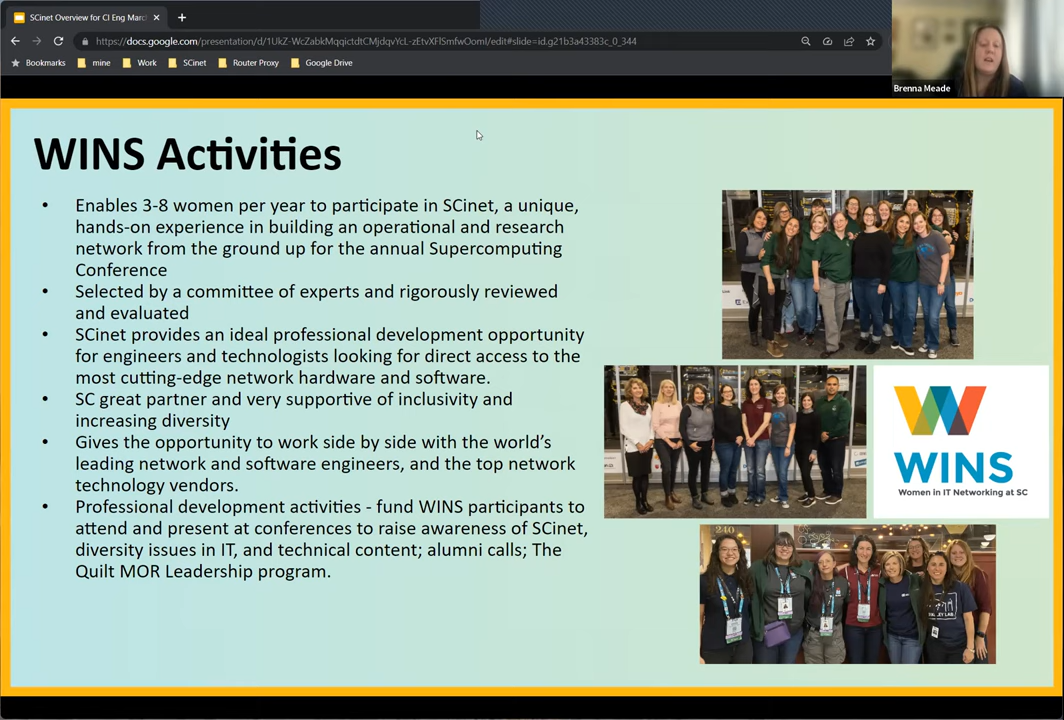 SCinet Overview for CI Eng Marc
https://docs.google.com/presentation/d/1UkZ-WcZabkMqqictdtCMjdqvYcL-zEtvXFlSmfwOomI/edit#slide=id.g21b3a43383c_0_344
Bookmarks mine Work SCinet Router Proxy Google Drive
Brenna Meade
WINS Activities
• Enables 3-8 women per year to participate in SCinet, a unique,
hands-on experience in building an operational and research
network from the ground up for the annual Supercomputing
Conference
• Selected by a committee of experts and rigorously reviewed
and evaluated
• SCinet provides an ideal professional development opportunity
for engineers and technologists looking for direct access to the
most cutting-edge network hardware and software.
• SC great partner and very supportive of inclusivity and
increasing diversity
• Gives the opportunity to work side by side with the world’s
leading network and software engineers, and the top network
technology vendors.
• Professional development activities - fund WINS participants to
attend and present at conferences to raise awareness of SCinet,
diversity issues in IT, and technical content; alumni calls; The
Quilt MOR Leadership program.
WINS
Women in IT Networking at SC
240